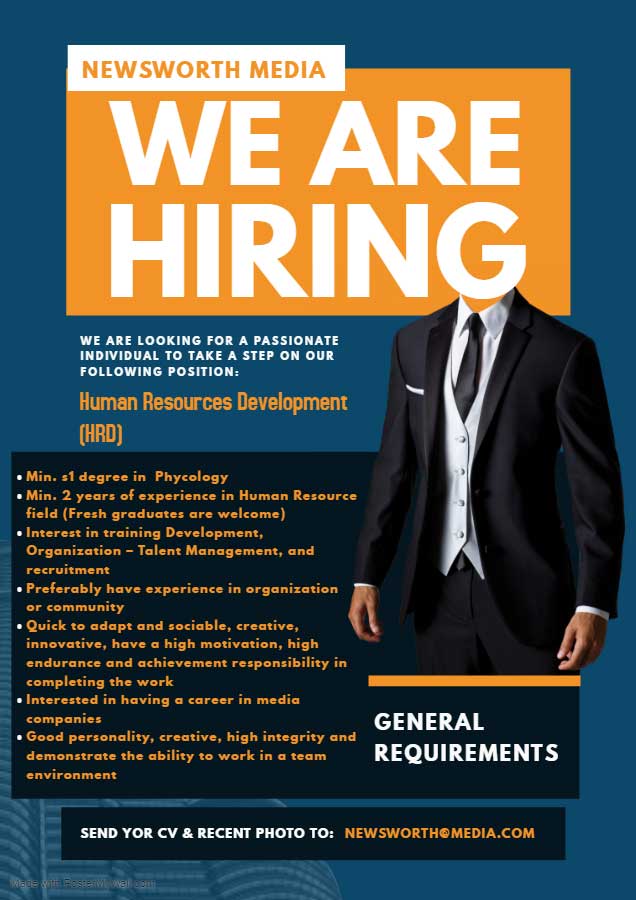 NEWSWORTH MEDIA
WE ARE
HIRING
WE ARE LOOKING FOR A PASSIONATE
INDIVIDUAL TO TAKE A STEP ON OUR
FOLLOWING POSITION:
Human Resources Development
(HRD)
• Min. s1 degree in Phycology
• Min. 2 years of experience in Human Resource
field (Fresh graduates are welcome)
• Interest in training Development,
Organization – Talent Management, and
recruitment
• Preferably have experience in organization
or community
• Quick to adapt and sociable, creative,
innovative, have a high motivation, high
endurance and achievement responsibility in
completing the work
• Interested in having a career in media
companies
• Good personality, creative, high integrity and
demonstrate the ability to work in a team
environment
GENERAL
REQUIREMENTS
SEND YOR CV & RECENT PHOTO TO: NEWSWORTH@MEDIA.COM
Made with PosterMyWall.com